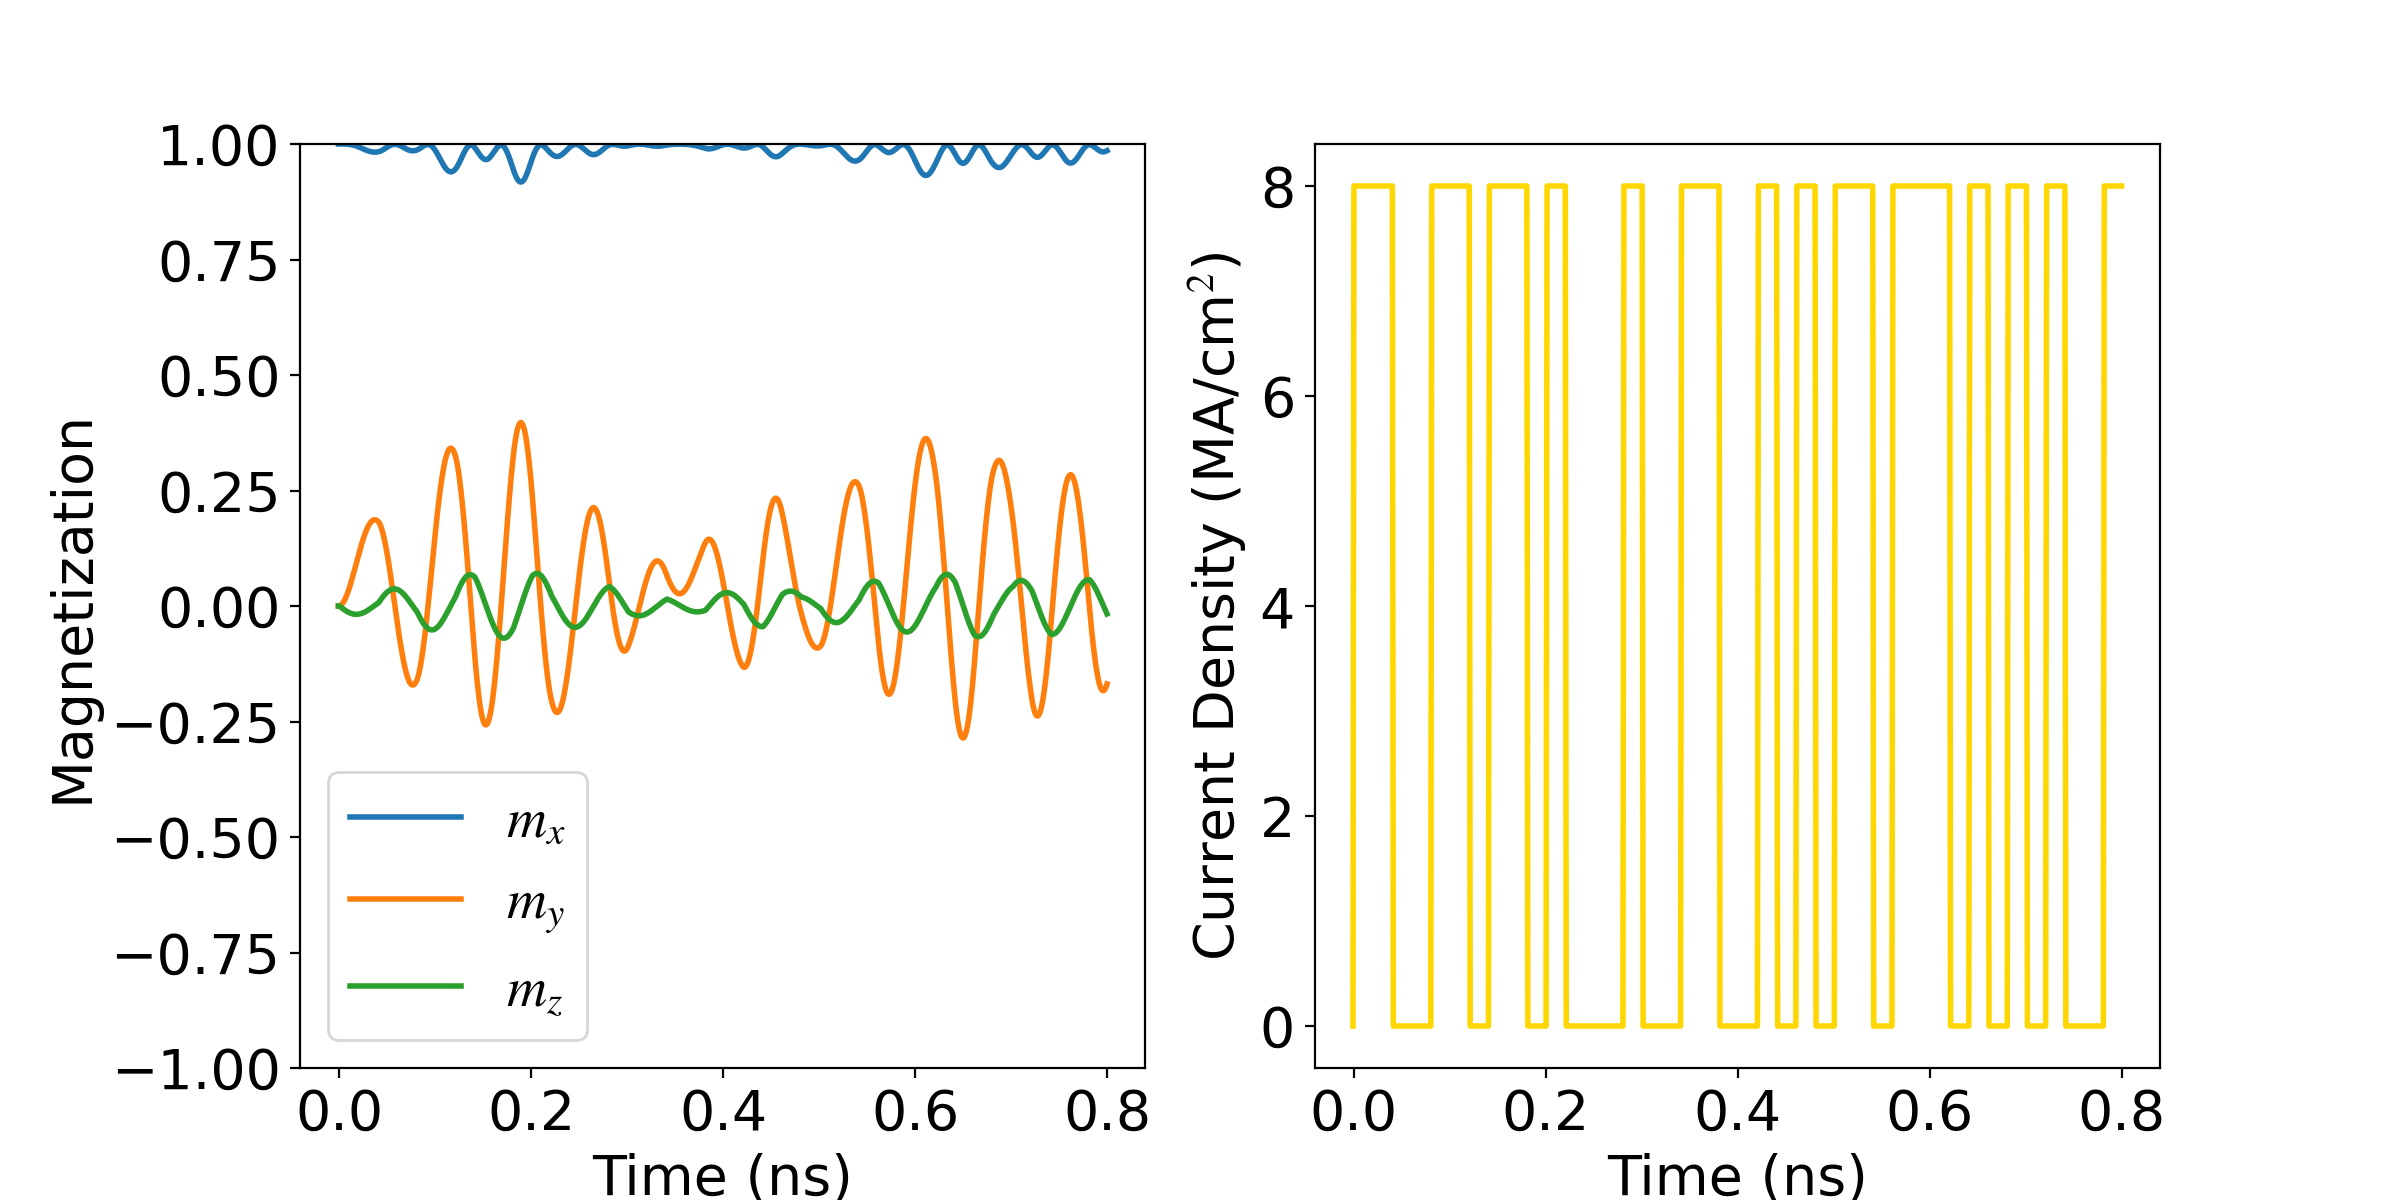 Magnetization
1.00
0.75
0.50
0.25
0.00
−0.25
−0.50
−0.75
−1.00
m_x
m_y
m_z
0.0 0.2 0.4 0.6 0.8
Time (ns)
Current Density (MA/cm²)
8
6
4
2
0
0.0 0.2 0.4 0.6 0.8
Time (ns)